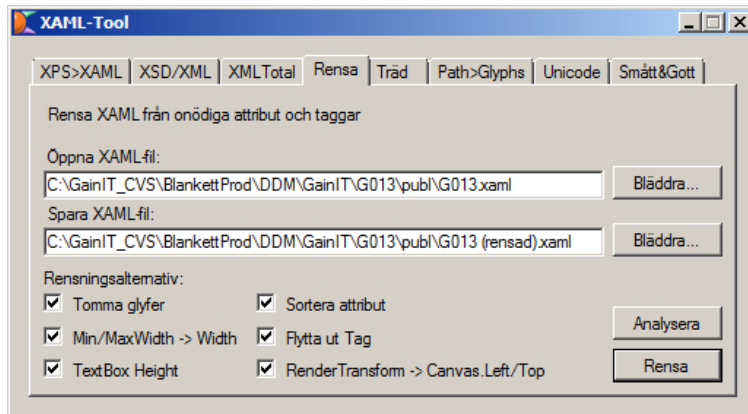 XAML-Tool
XPS>XAML XSD/XML XMLTotal Rensa Träd Path>Glyphs Unicode Smått&Gott
Rensa XAML från onödiga attribut och taggar
Öppna XAML-fil:
C:\GainIT_CVS\BlankettProd\DDM\GainIT\G013\publ\G013.xaml Bläddra...
Spara XAML-fil:
C:\GainIT_CVS\BlankettProd\DDM\GainIT\G013\publ\G013 (rensad).xaml Bläddra...
Rensningsalternativ:
Tomma glyfer Sortera attribut
Analysera
Min/MaxWidth -> Width Flytta ut Tag
TextBox Height RenderTransform -> Canvas.Left/Top Rensa